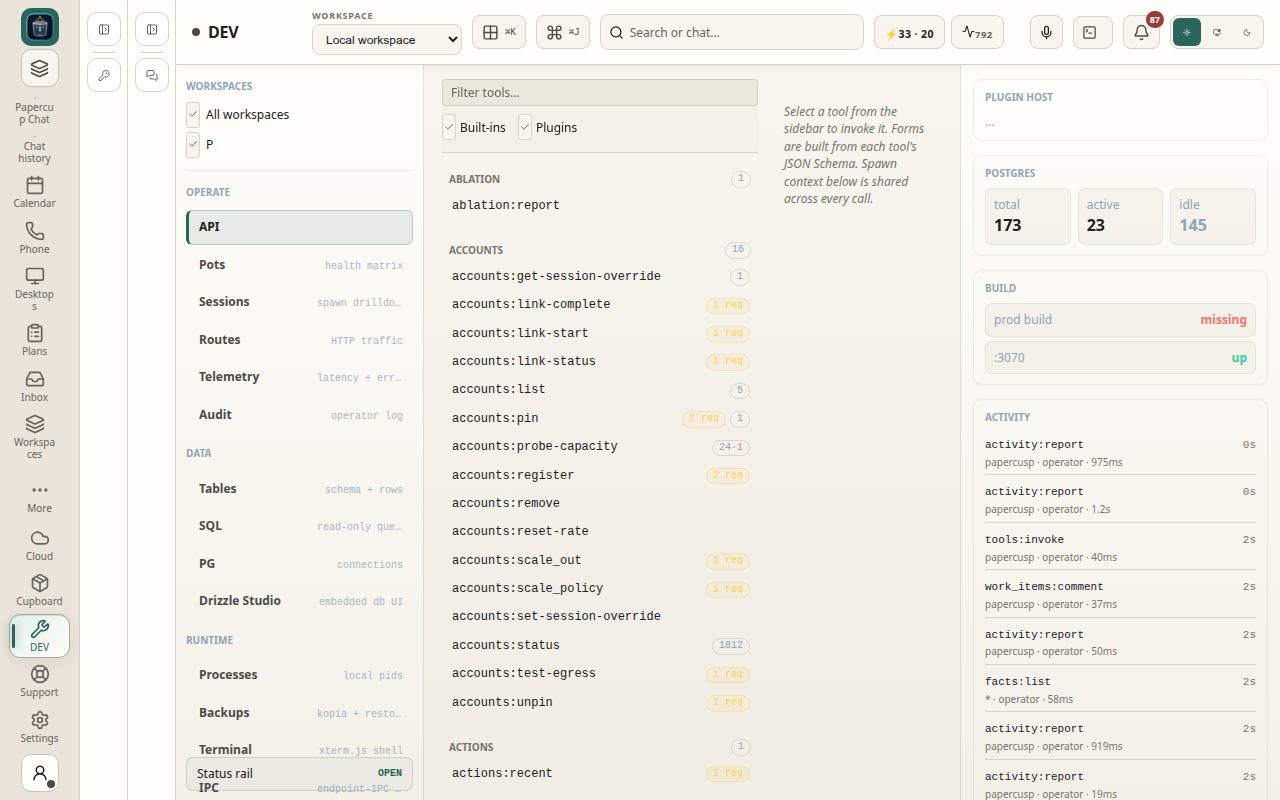 Papercu
p Chat
Chat
history
Calendar
Phone
Desktop
s
Plans
Inbox
Workspa
ces
More
Cloud
Cupboard
DEV
Support
Settings
DEV
WORKSPACE
Local workspace
⌘K
⌘J
Search or chat...
⚡33 · 20
792
87
WORKSPACES
All workspaces
P
OPERATE
API
Pots health matrix
Sessions spawn drilldo…
Routes HTTP traffic
Telemetry latency + err…
Audit operator log
DATA
Tables schema + rows
SQL read-only que…
PG connections
Drizzle Studio embedded db UI
RUNTIME
Processes local pids
Backups kopia + resto…
Terminal xterm.js shell
Status rail OPEN
IPC endpoint-IPC …
Filter tools...
Built-ins Plugins
ABLATION 1
ablation:report
ACCOUNTS 16
accounts:get-session-override 1
accounts:link-complete 1 req
accounts:link-start 1 req
accounts:link-status 1 req
accounts:list 5
accounts:pin 2 req 1
accounts:probe-capacity 24·1
accounts:register 2 req
accounts:remove
accounts:reset-rate
accounts:scale_out 1 req
accounts:scale_policy 1 req
accounts:set-session-override
accounts:status 1812
accounts:test-egress 1 req
accounts:unpin 1 req
ACTIONS 1
actions:recent 1 req
Select a tool from the
sidebar to invoke it. Forms
are built from each tool's
JSON Schema. Spawn
context below is shared
across every call.
PLUGIN HOST
...
POSTGRES
total active idle
173 23 145
BUILD
prod build missing
:3070 up
ACTIVITY
activity:report 0s
papercusp · operator · 975ms
activity:report 0s
papercusp · operator · 1.2s
tools:invoke 2s
papercusp · operator · 40ms
work_items:comment 2s
papercusp · operator · 37ms
activity:report 2s
papercusp · operator · 50ms
facts:list 2s
* · operator · 58ms
activity:report 2s
papercusp · operator · 919ms
activity:report 2s
papercusp · operator · 19ms